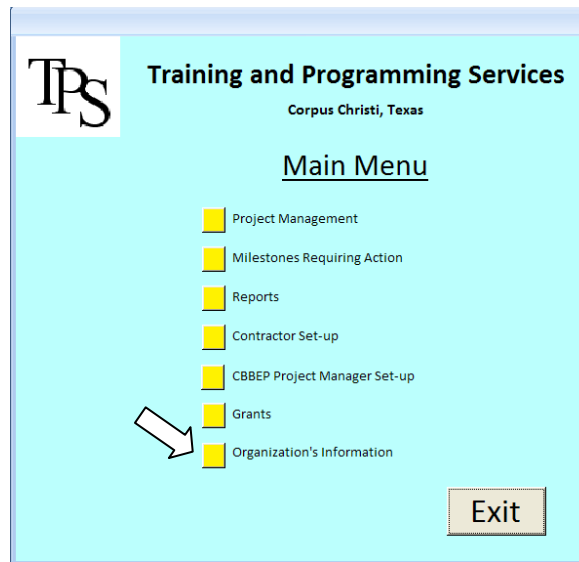 TPS
Training and Programming Services
Corpus Christi, Texas
Main Menu
Project Management
Milestones Requiring Action
Reports
Contractor Set-up
CBBEP Project Manager Set-up
Grants
Organization's Information
Exit